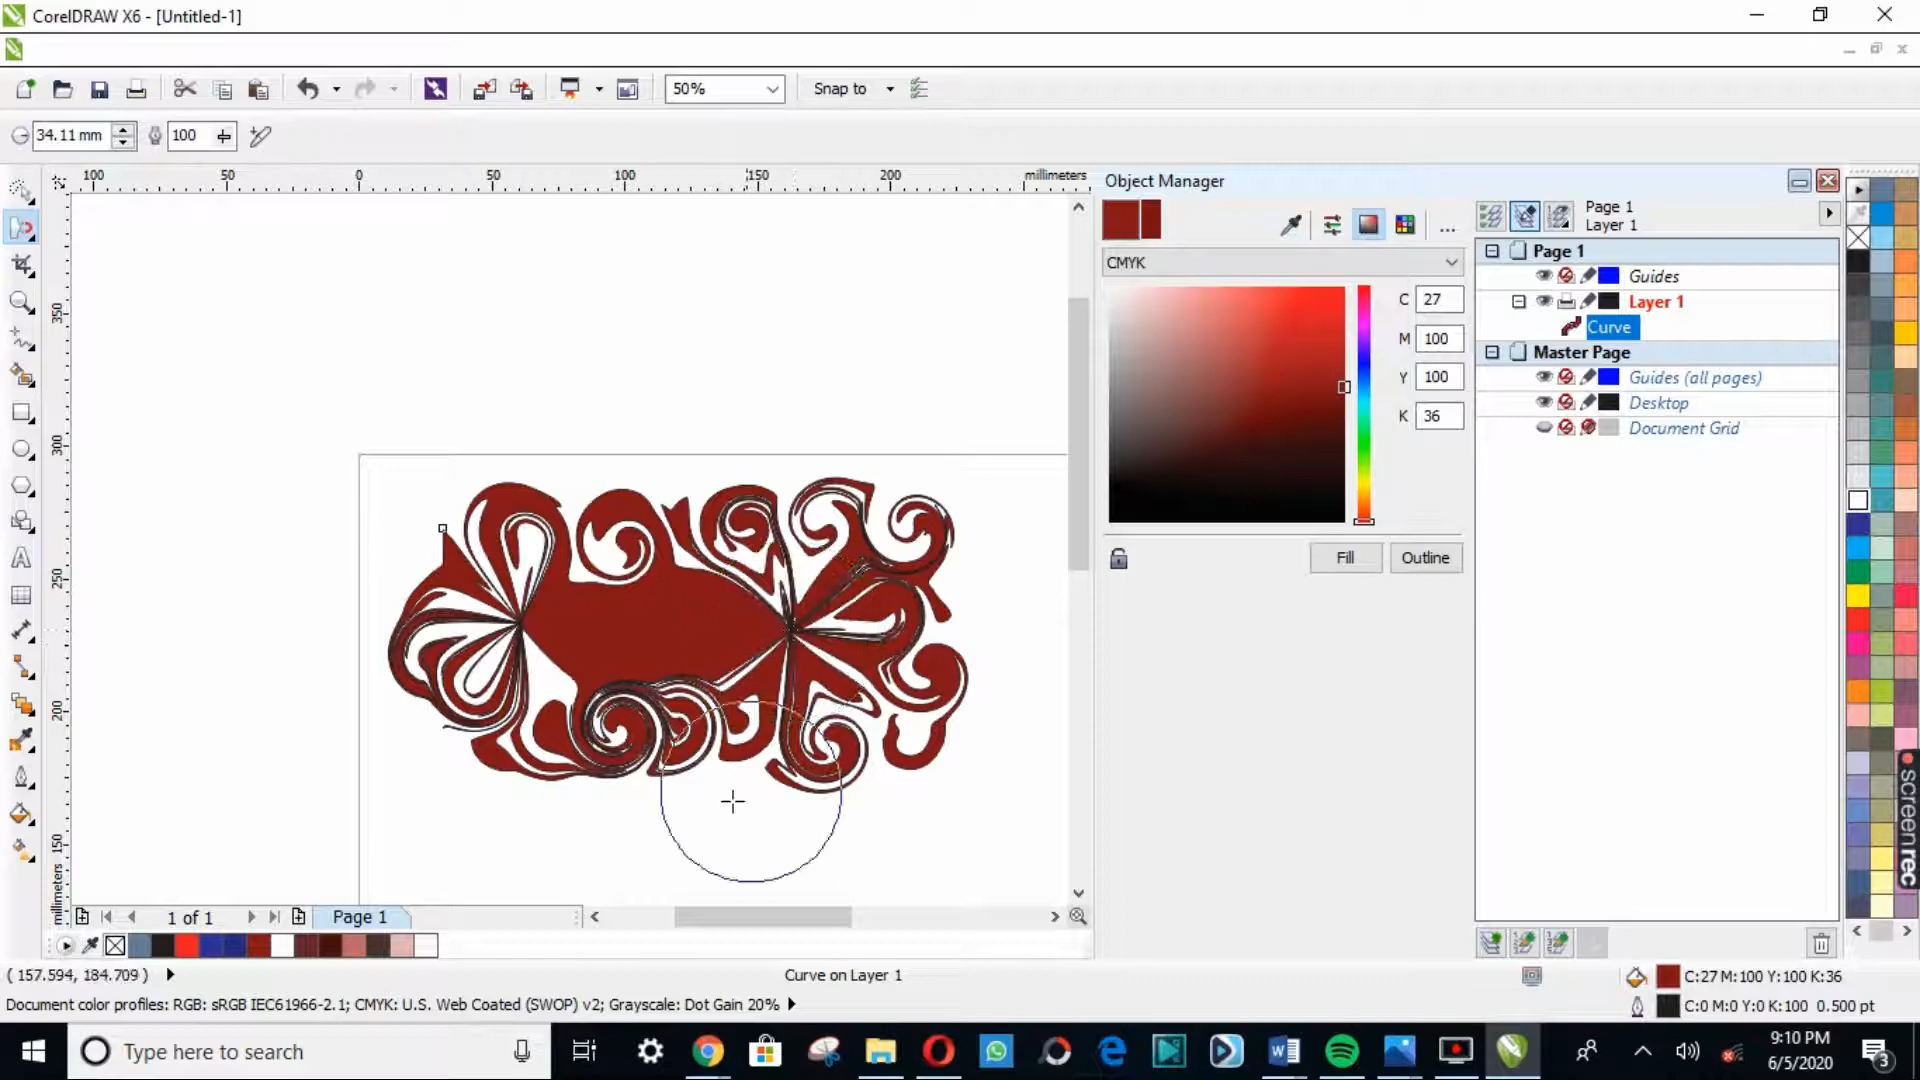 CorelDRAW X6 - [Untitled-1]
50%
Snap to
34.11 mm
100
100 50 0 50 100 150 200 millimeters
350
300
250
200
150
millimeters
Object Manager
CMYK
C 27
M 100
Y 100
K 36
Fill
Outline
Page 1
Layer 1
Page 1
Guides
Layer 1
Curve
Master Page
Guides (all pages)
Desktop
Document Grid
screenrec
1 of 1
Page 1
( 157.594, 184.709 )
Curve on Layer 1
C:27 M:100 Y:100 K:36
Document color profiles: RGB: sRGB IEC61966-2.1; CMYK: U.S. Web Coated (SWOP) v2; Grayscale: Dot Gain 20%
C:0 M:0 Y:0 K:100 0.500 pt
Type here to search
9:10 PM
6/5/2020
3